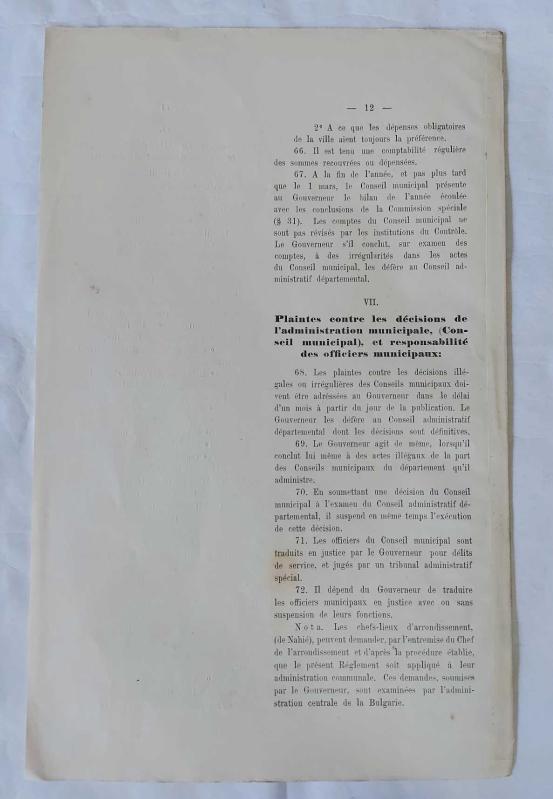 — 12 —
2º A ce que les dépenses obligatoires
de la ville aient toujours la préférence.
66. Il est tenu une comptabilité régulière
des sommes recouvrées ou dépensées.
67. A la fin de l'année, et pas plus tard
que le 1 mars, le Conseil municipal présente
au Gouverneur le bilan de l'année écoulée
avec les conclusions de la Commission spéciale
(§ 31). Les comptes du Conseil municipal ne
sont pas révisés par les institutions du Contrôle.
Le Gouverneur s'il conclut, sur examen des
comptes, à des irrégularités dans les actes
du Conseil municipal, les défère au Conseil ad-
ministratif départemental.
VII.
Plaintes contre les décisions de
l'administration municipale, (Con-
seil municipal), et responsabilité
des officiers municipaux:
68. Les plaintes contre les décisions illé-
gales ou irrégulières des Conseils municipaux doi-
vent être adréssées au Gouverneur dans le délai
d'un mois à partir du jour de la publication. Le
Gouverneur les défère au Conseil administratif
départemental dont les décisions sont définitives.
69. Le Gouverneur agit de même, lorsqu'il
conclut lui même à des actes illégaux de la part
des Conseils municipaux du département qu'il
administre.
70. En soumettant une décision du Conseil
municipal à l'examen du Conseil administratif dé-
partemental, il suspend en même temps l'exécution
de cette décision.
71. Les officiers du Conseil municipal sont
traduits en justice par le Gouverneur pour délits
de service, et jugés par un tribunal administratif
spécial.
72. Il dépend du Gouverneur de traduire
les officiers municipaux en justice avec ou sans
suspension de leurs fonctions.
Nota. Les chefs-lieux d'arrondissement,
(de Nahié), peuvent demander, par l'entremise du Chef
de l'arrondissement et d'après la procédure établie,
que le présent Règlement soit appliqué à leur
administration communale. Ces demandes, soumises
par le Gouverneur, sont examinées par l'admini-
stration centrale de la Bulgarie.